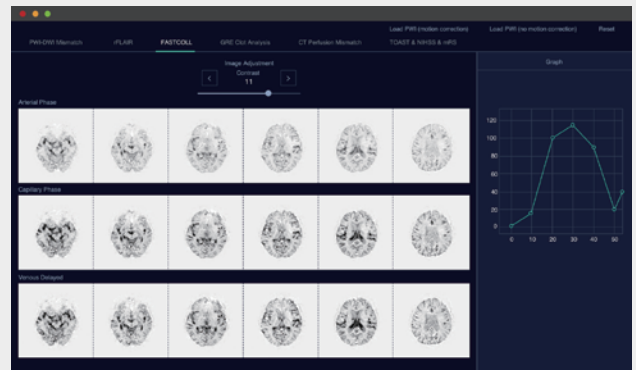 Load PWI (motion correction) Load PWI (no motion correction) Reset
PWI-DWI Mismatch rFLAIR FASTCOLL GRE Clot Analysis CT Perfusion Mismatch TOAST & NIHSS & mRS
Image Adjustment
Contrast
< 11 >
Graph
Arterial Phase
Capillary Phase
Venous Delayed
120
100
80
60
40
20
0
0 10 20 30 40 50